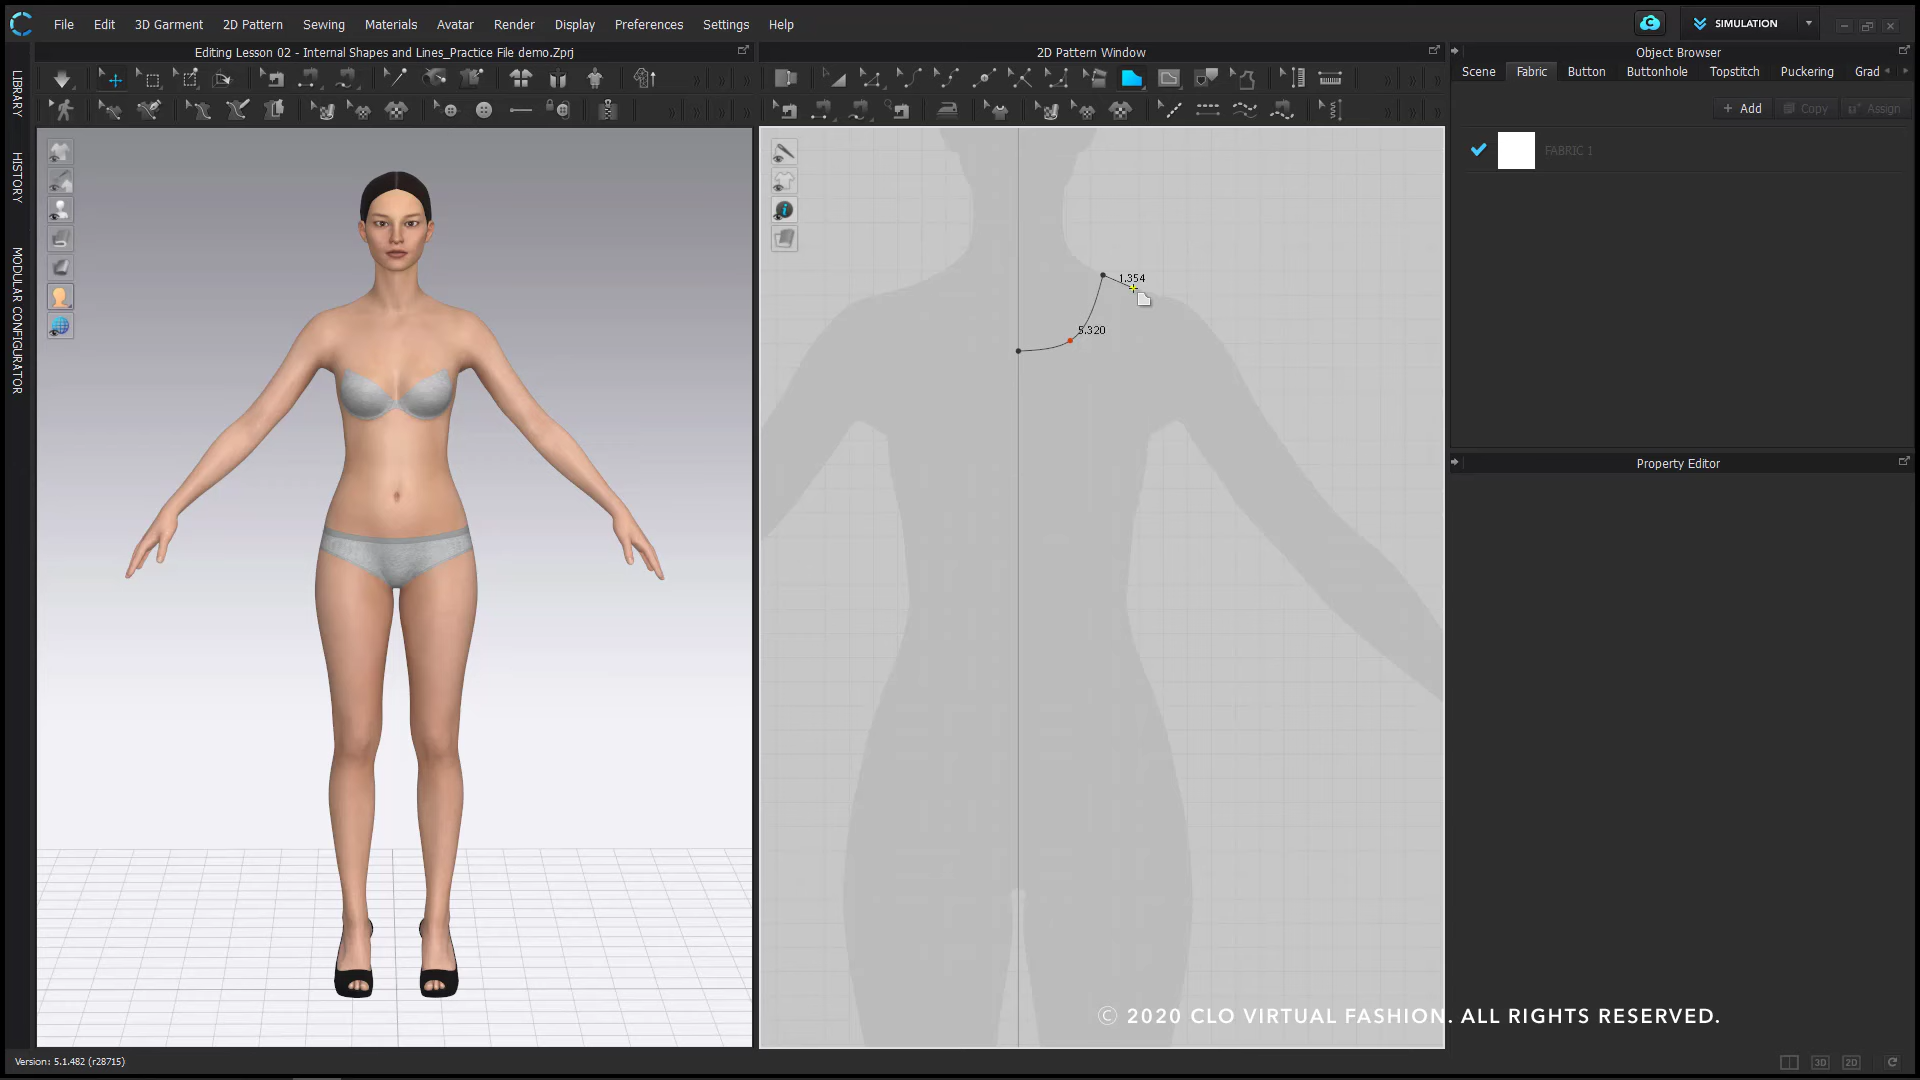 File Edit 3D Garment 2D Pattern Sewing Materials Avatar Render Display Preferences Settings Help
SIMULATION
Editing Lesson 02 - Internal Shapes and Lines_Practice File demo.Zprj
2D Pattern Window
Object Browser
Scene Fabric Button Buttonhole Topstitch Puckering Grad
+ Add Copy Assign
FABRIC 1
LIBRARY
HISTORY
MODULAR CONFIGURATOR
1.354
5.320
Property Editor
© 2020 CLO VIRTUAL FASHION. ALL RIGHTS RESERVED.
Version: 5.1.482 (r28715)
3D 2D